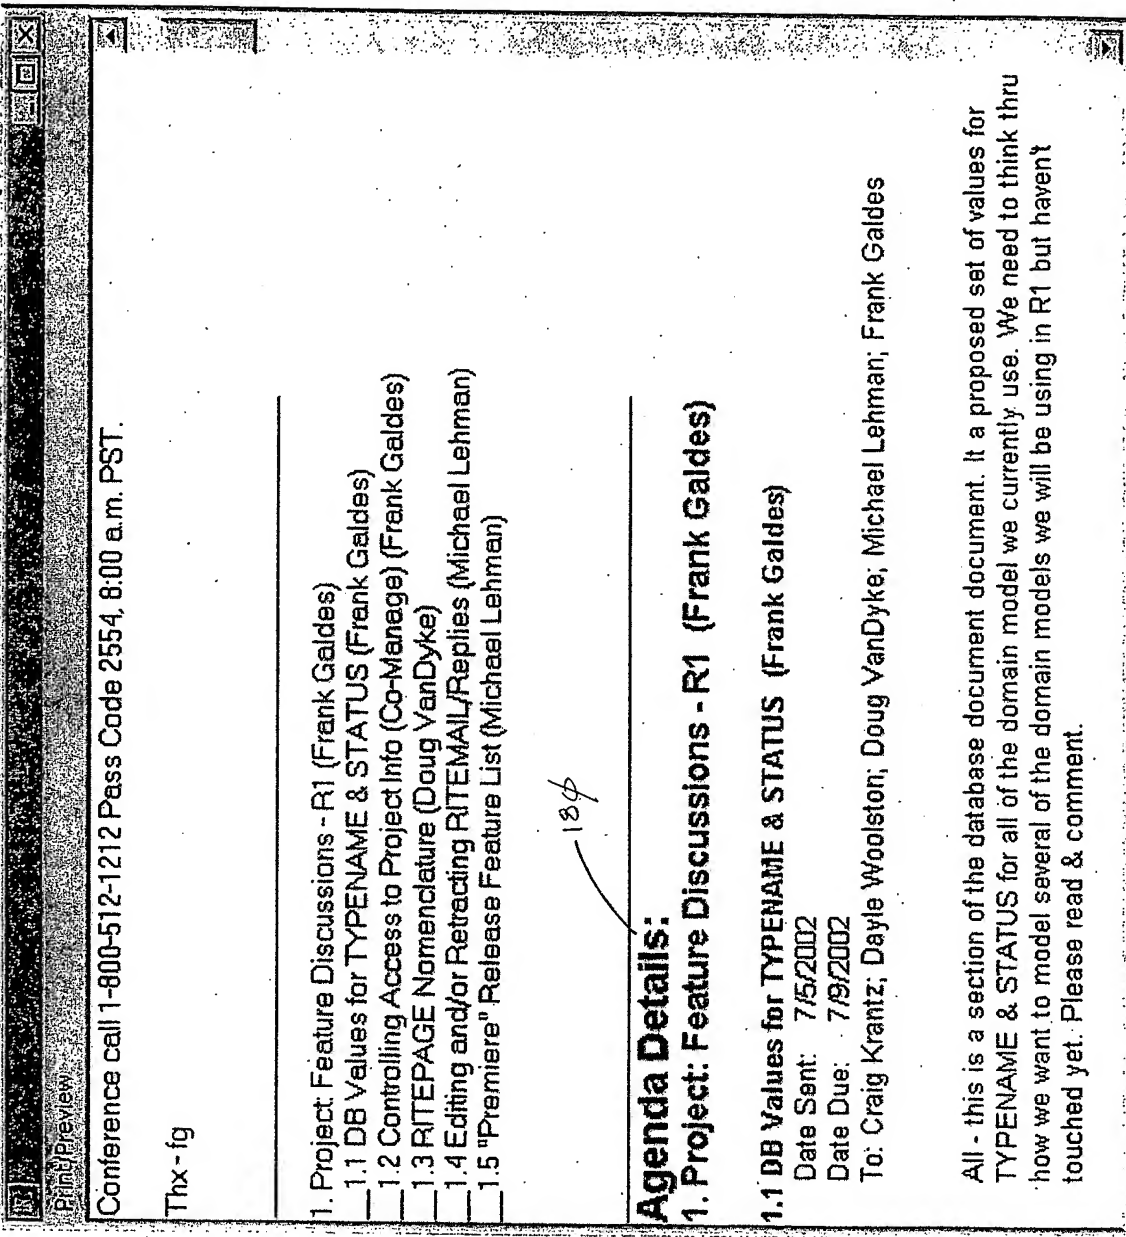 Print/Preview
Conference call 1-800-512-1212 Pass Code 2554, 8:00 a.m. PST.
Thx - fg
1. Project: Feature Discussions - R1 (Frank Galdes)
__ 1.1 DB Values for TYPENAME & STATUS (Frank Galdes)
__ 1.2 Controlling Access to Project Info (Co-Manage) (Frank Galdes)
__ 1.3 RITEPAGE Nomenclature (Doug VanDyke)
__ 1.4 Editing and/or Retracting RITEMAIL/Replies (Michael Lehman)
__ 1.5 "Premiere" Release Feature List (Michael Lehman)
Agenda Details:
1. Project: Feature Discussions - R1 (Frank Galdes)
1.1 DB Values for TYPENAME & STATUS (Frank Galdes)
Date Sent: 7/5/2002
Date Due: 7/9/2002
To: Craig Krantz; Dayle Woolston; Doug VanDyke; Michael Lehman; Frank Galdes
All - this is a section of the database document document. It a proposed set of values for
TYPENAME & STATUS for all of the domain model we currently use. We need to think thru
how we want to model several of the domain models we will be using in R1 but havent
touched yet. Please read & comment.